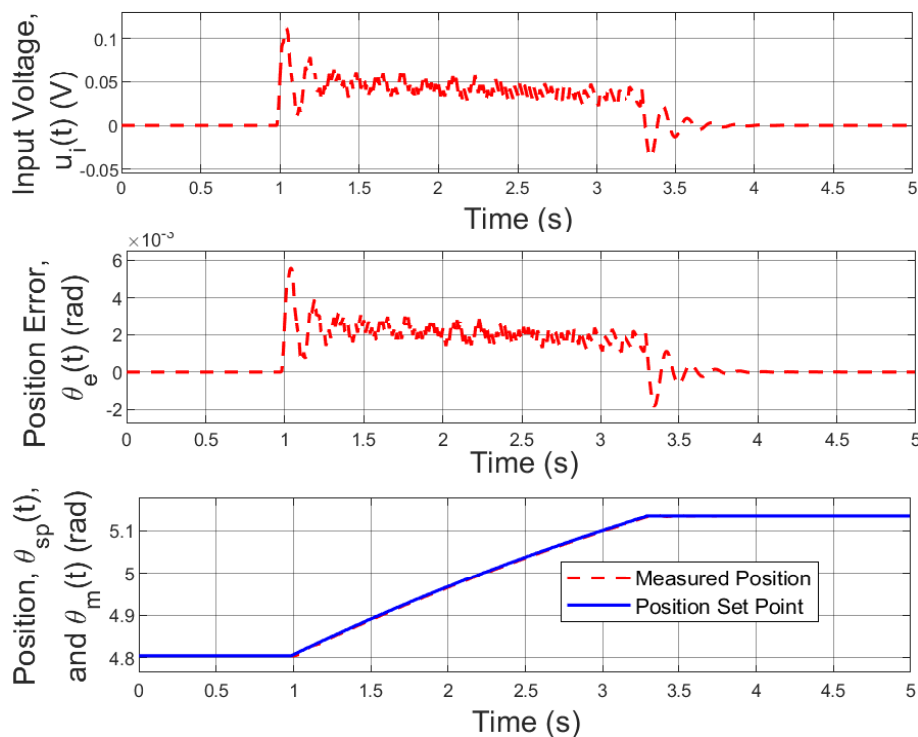 Input Voltage,
u_i(t) (V)
0.1
0.05
0
-0.05
0 0.5 1 1.5 2 2.5 3 3.5 4 4.5 5
Time (s)
Position Error,
θ_e(t) (rad)
6
4
2
0
-2
0 0.5 1 1.5 2 2.5 3 3.5 4 4.5 5
Time (s)
Position, θ_sp(t),
and θ_m(t) (rad)
5.1
5
4.9
4.8
Measured Position
Position Set Point
0 0.5 1 1.5 2 2.5 3 3.5 4 4.5 5
Time (s)